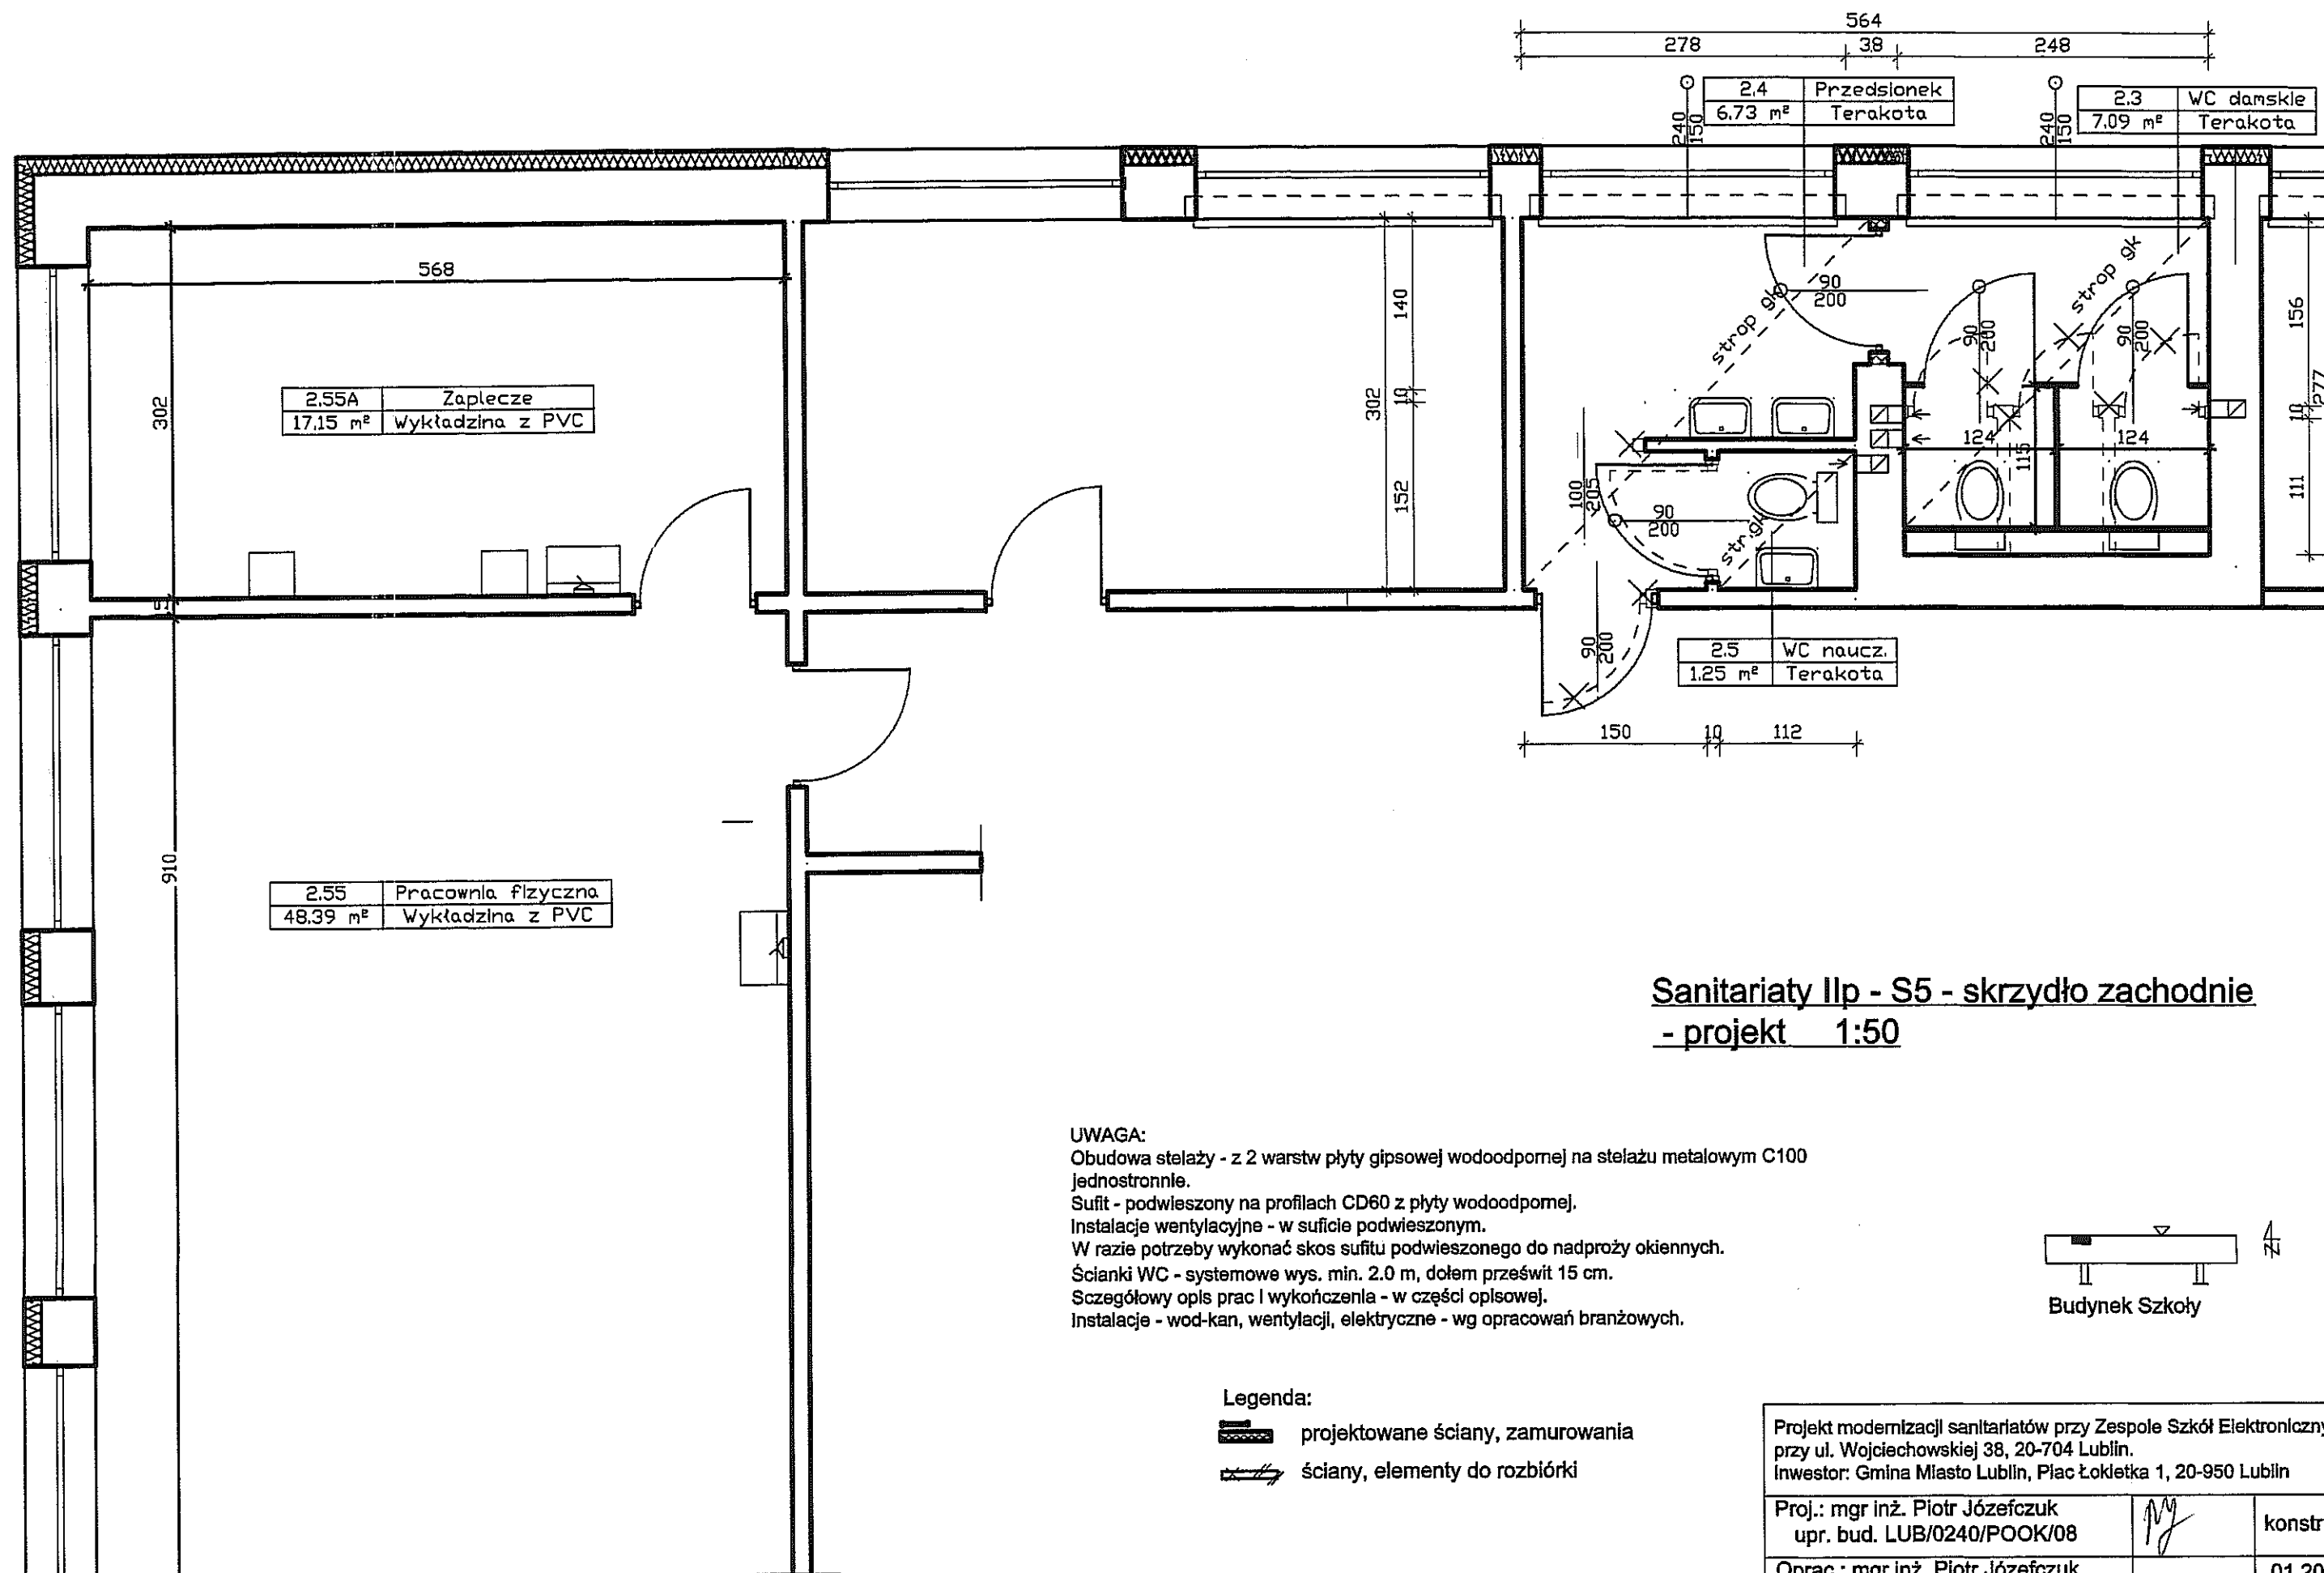 564
278 38 248
2.4 Przedsionek
6.73 m² Terakota
2.3 WC damskie
7.09 m² Terakota
240
150
240
150
568
302
2.55A Zaplecze
17.15 m² Wykładzina z PVC
302
140
10
152
strop gk
90
200
strop gk
90
200
90
200
156
277
10
111
124
115
124
100
205
90
200
str.gk
90
200
2.5 WC naucz.
1.25 m² Terakota
150 10 112
910
2.55 Pracownia fizyczna
48.39 m² Wykładzina z PVC
Sanitariaty IIp - S5 - skrzydło zachodnie
- projekt 1:50
UWAGA:
Obudowa stelaży - z 2 warstw płyty gipsowej wodoodpornej na stelażu metalowym C100
jednostronnie.
Sufit - podwieszony na profilach CD60 z płyty wodoodpornej.
Instalacje wentylacyjne - w suficie podwieszonym.
W razie potrzeby wykonać skos sufitu podwieszonego do nadproży okiennych.
Ścianki WC - systemowe wys. min. 2.0 m, dołem prześwit 15 cm.
Sczegółowy opis prac i wykończenia - w części opisowej.
Instalacje - wod-kan, wentylacji, elektryczne - wg opracowań branżowych.
Budynek Szkoły
Legenda:
projektowane ściany, zamurowania
ściany, elementy do rozbiórki
Projekt modernizacji sanitariatów przy Zespole Szkół Elektroniczny
przy ul. Wojciechowskiej 38, 20-704 Lublin.
Inwestor: Gmina Miasto Lublin, Plac Łokietka 1, 20-950 Lublin
Proj.: mgr inż. Piotr Józefczuk
upr. bud. LUB/0240/POOK/08
konstr
Oprac.: mgr inż. Piotr Józefczuk
01.20